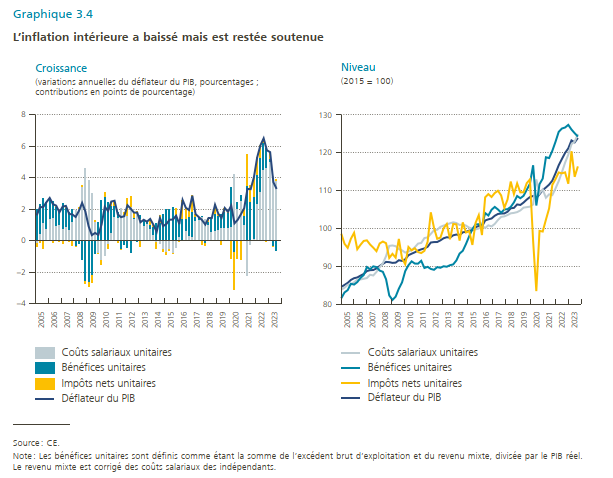 Graphique 3.4
L’inflation intérieure a baissé mais est restée soutenue
Croissance
(variations annuelles du déflateur du PIB, pourcentages ;
contributions en points de pourcentage)
8
6
4
2
0
−2
−4
2005 2006 2007 2008 2009 2010 2011 2012 2013 2014 2015 2016 2017 2018 2019 2020 2021 2022 2023
Coûts salariaux unitaires
Bénéfices unitaires
Impôts nets unitaires
Déflateur du PIB
Niveau
(2015 = 100)
130
120
110
100
90
80
2005 2006 2007 2008 2009 2010 2011 2012 2013 2014 2015 2016 2017 2018 2019 2020 2021 2022 2023
Coûts salariaux unitaires
Bénéfices unitaires
Impôts nets unitaires
Déflateur du PIB
Source : CE.
Note : Les bénéfices unitaires sont définis comme étant la somme de l’excédent brut d’exploitation et du revenu mixte, divisée par le PIB réel.
Le revenu mixte est corrigé des coûts salariaux des indépendants.